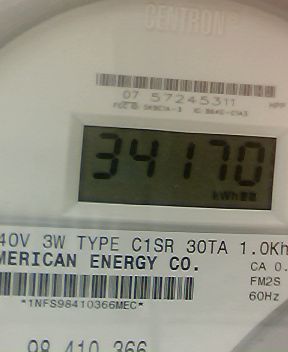 CENTRON®
07 57245311 HPP
34170
kWh
40V 3W TYPE C1SR 30TA 1.0Kh
MERICAN ENERGY CO.
CA 0.
FM2S
*1NFS98410366MEC*
60Hz
98 410 366